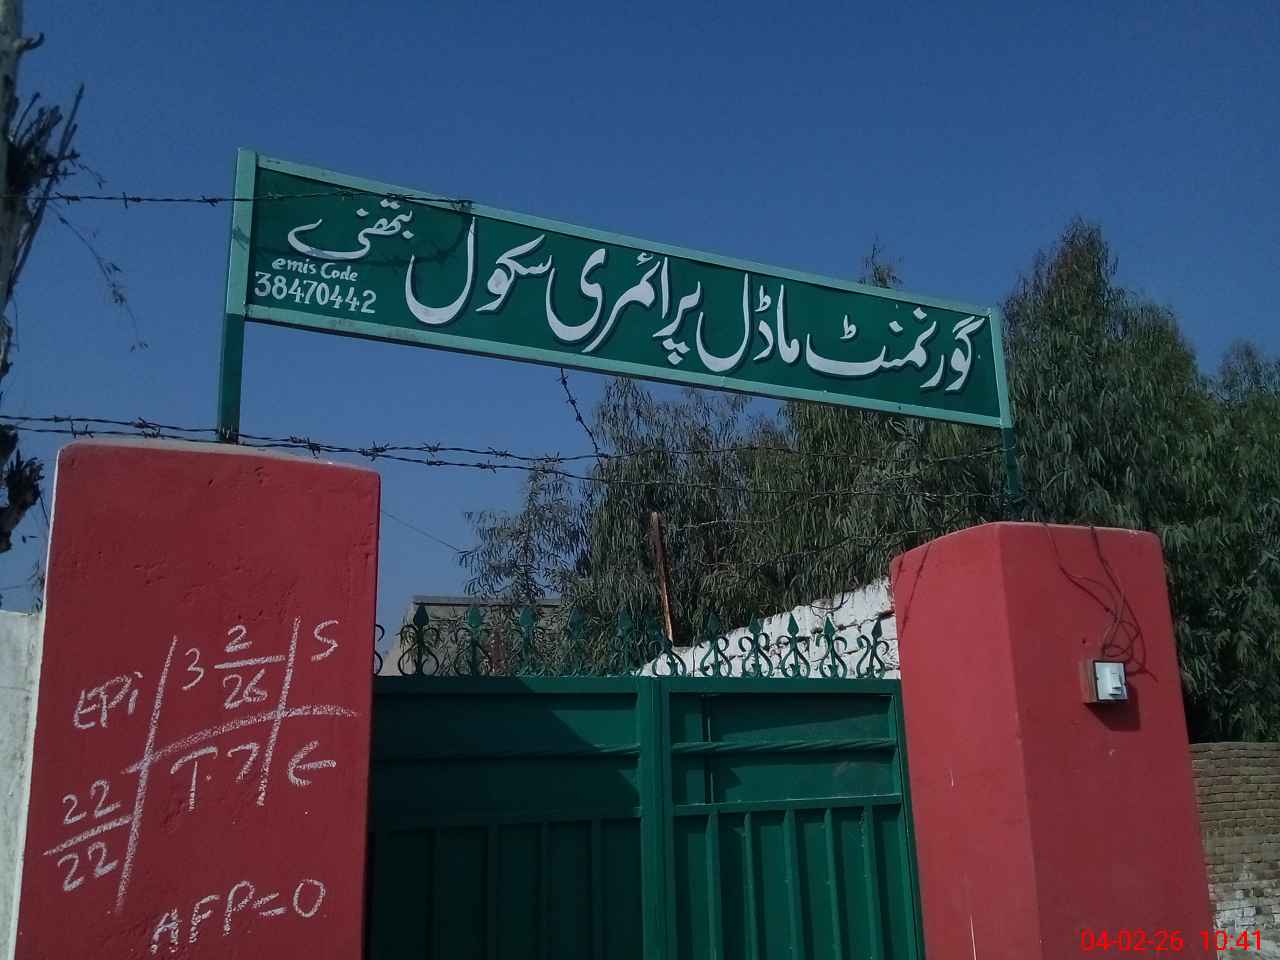 گورنمنٹ ماڈل پرائمری سکول بتھنی
emis Code
38470442
EPi 3 2/26 S
22/22 T.7 E
AFP=0
04-02-26 10:41